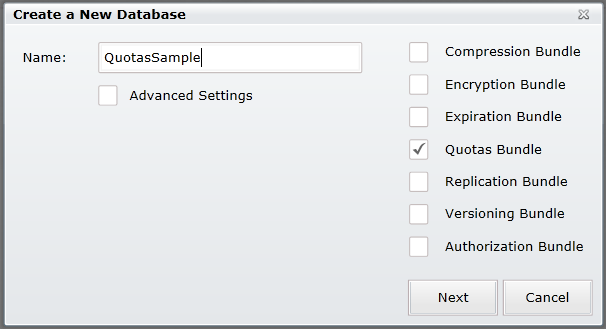 Create a New Database
Name:
QuotasSample
Advanced Settings
Compression Bundle
Encryption Bundle
Expiration Bundle
Quotas Bundle
Replication Bundle
Versioning Bundle
Authorization Bundle
Next
Cancel